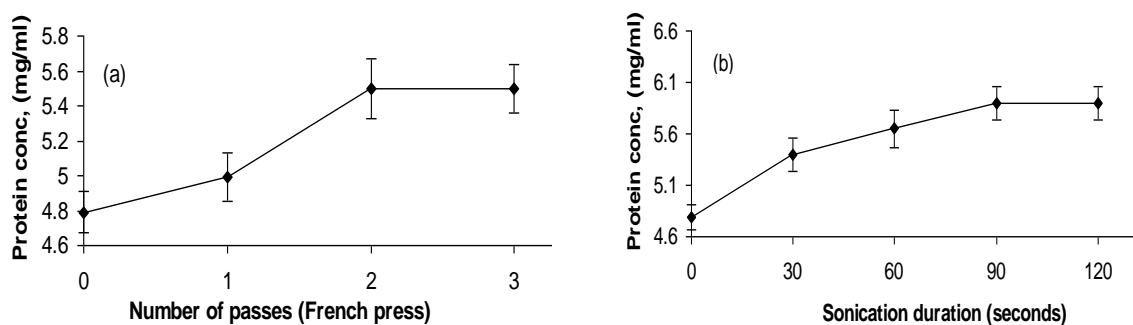 Protein conc, (mg/ml)
5.8
5.6
5.4
5.2
5
4.8
4.6
(a)
0 1 2 3
Number of passes (French press)
Protein conc, (mg/ml)
6.6
6.1
5.6
5.1
4.6
(b)
0 30 60 90 120
Sonication duration (seconds)